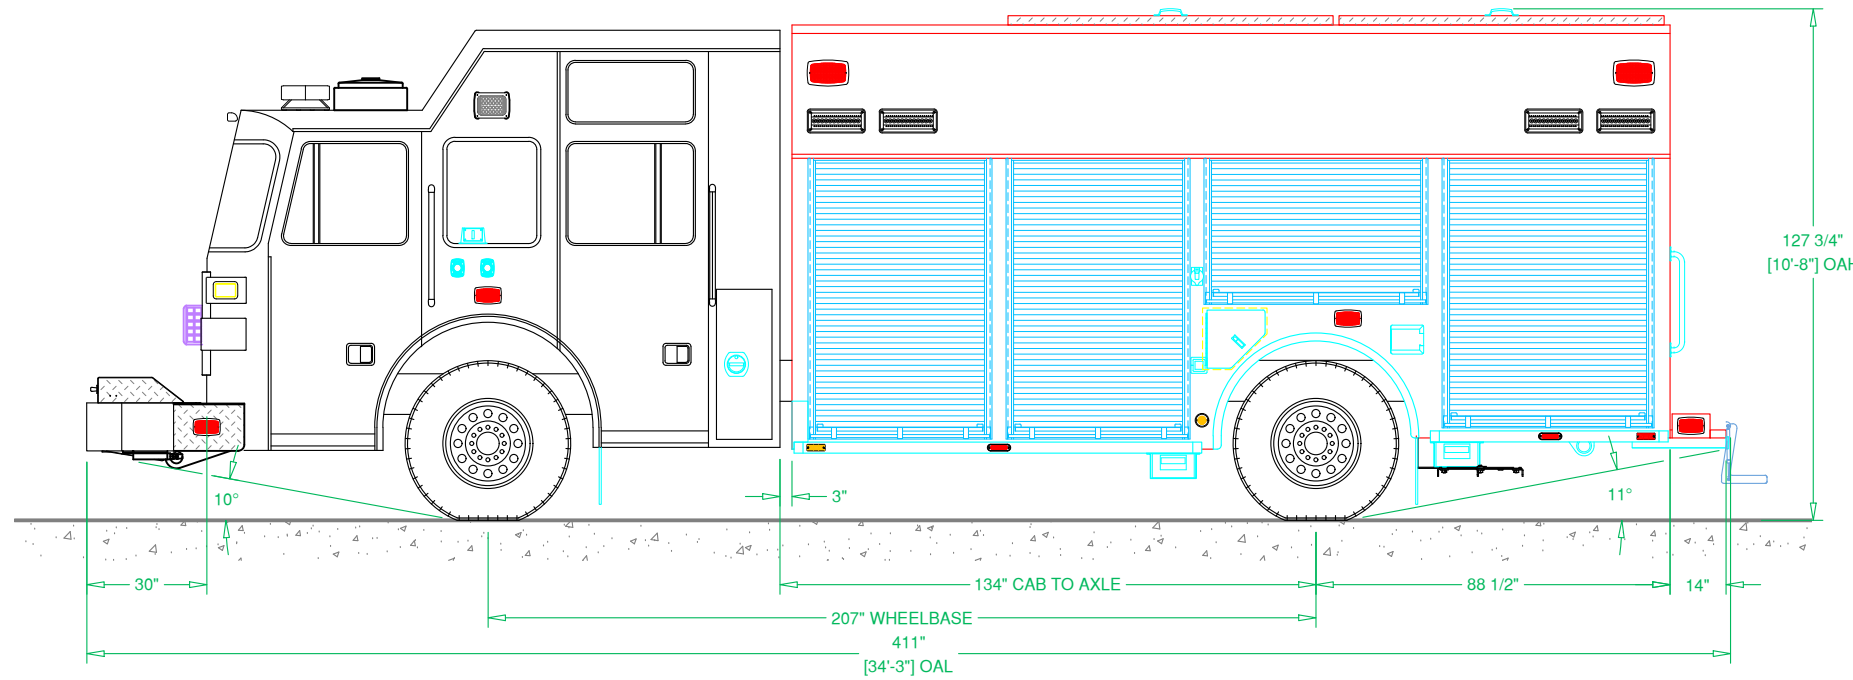 127 3/4"
[10'-8"] OAH
10°
3"
11°
30"
134" CAB TO AXLE
88 1/2"
14"
207" WHEELBASE
411"
[34'-3"] OAL